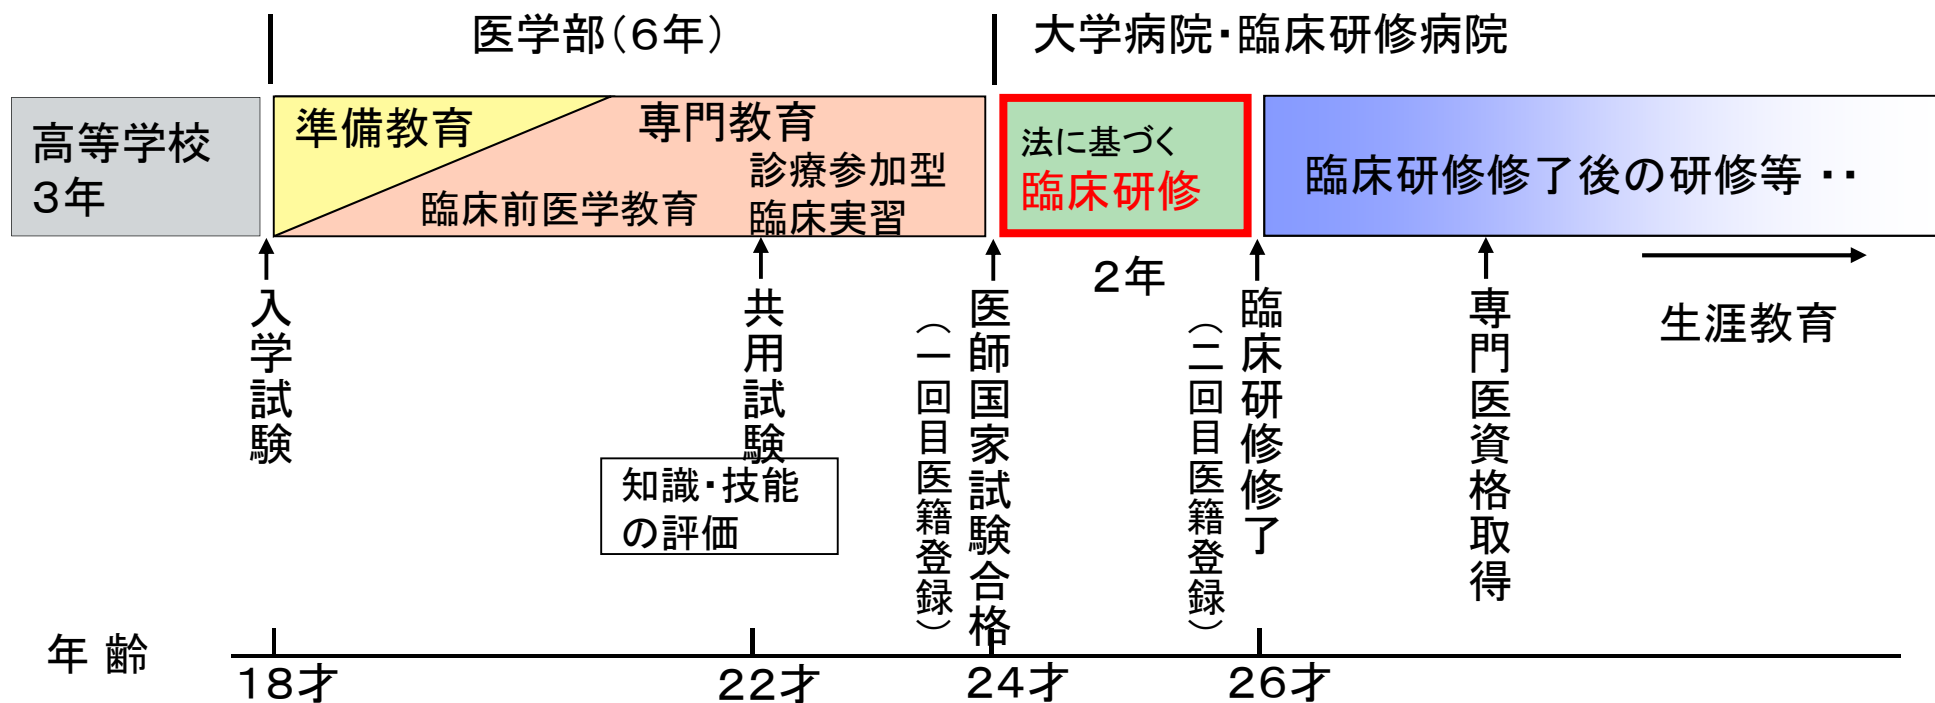 医学部（6年）
大学病院・臨床研修病院
高等学校
3年
準備教育
専門教育
臨床前医学教育
診療参加型
臨床実習
法に基づく
臨床研修
臨床研修修了後の研修等 ・・
2年
入学試験
共用試験
知識・技能
の評価
医師国家試験合格
（一回目医籍登録）
臨床研修修了
（二回目医籍登録）
専門医資格取得
生涯教育
年 齢
18才
22才
24才
26才